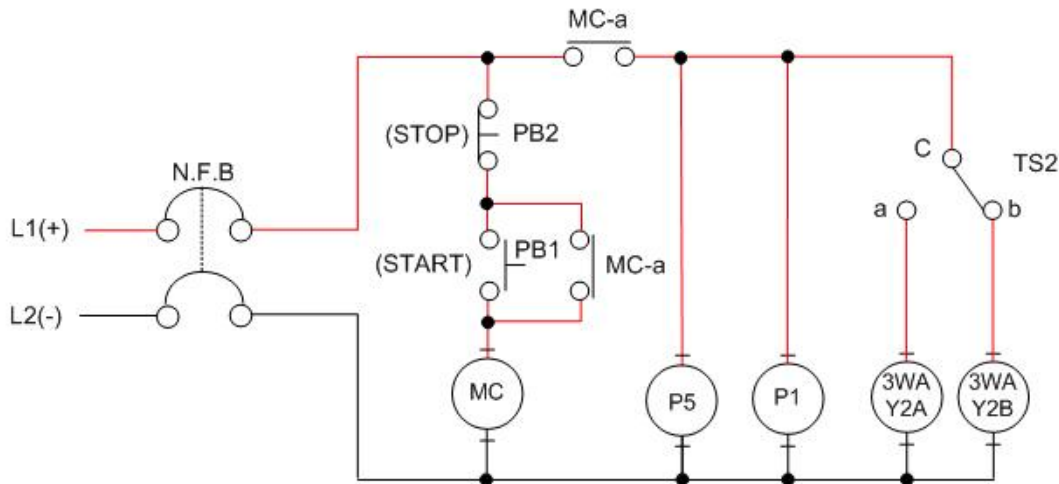 MC-a
(STOP) PB2
N.F.B
C TS2
L1(+)
a b
(START) PB1
MC-a
L2(-)
MC
P5
P1
3WA
Y2A
3WA
Y2B